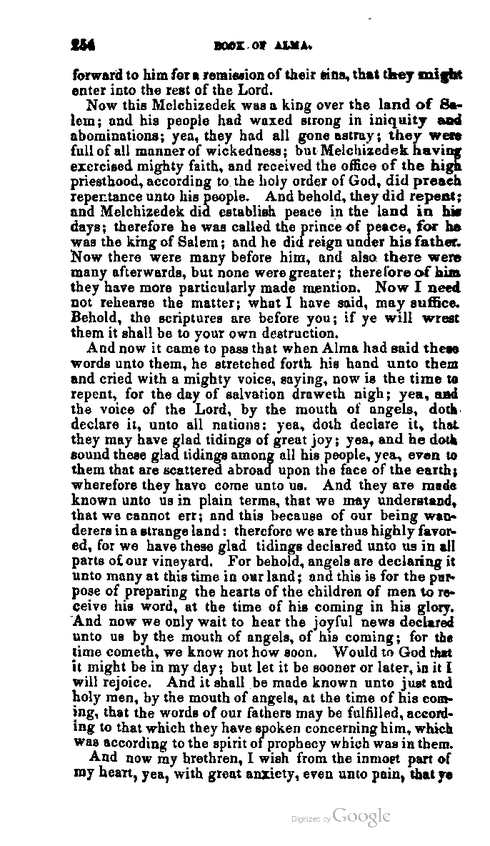 254 BOOK OF ALMA.
forward to him for a remission of their sins, that they might
enter into the rest of the Lord.
Now this Melchizedek was a king over the land of Sa-
lem; and his people had waxed strong in iniquity and
abominations; yea, they had all gone astray; they were
full of all manner of wickedness; but Melchizedek having
exercised mighty faith, and received the office of the high
priesthood, according to the holy order of God, did preach
repentance unto his people. And behold, they did repent;
and Melchizedek did establish peace in the land in his
days; therefore he was called the prince of peace, for he
was the king of Salem; and he did reign under his father.
Now there were many before him, and also there were
many afterwards, but none were greater; therefore of him
they have more particularly made mention. Now I need
not rehearse the matter; what I have said, may suffice.
Behold, the scriptures are before you; if ye will wrest
them it shall be to your own destruction.
And now it came to pass that when Alma had said these
words unto them, he stretched forth his hand unto them
and cried with a mighty voice, saying, now is the time to
repent, for the day of salvation draweth nigh; yea, and
the voice of the Lord, by the mouth of angels, doth
declare it, unto all nations: yea, doth declare it, that
they may have glad tidings of great joy; yea, and he doth
sound these glad tidings among all his people, yea, even to
them that are scattered abroad upon the face of the earth;
wherefore they have come unto us. And they are made
known unto us in plain terms, that we may understand,
that we cannot err; and this because of our being wan-
derers in a strange land: therefore we are thus highly favor-
ed, for we have these glad tidings declared unto us in all
parts of our vineyard. For behold, angels are declaring it
unto many at this time in our land; and this is for the pur-
pose of preparing the hearts of the children of men to re-
ceive his word, at the time of his coming in his glory.
And now we only wait to hear the joyful news declared
unto us by the mouth of angels, of his coming; for the
time cometh, we know not how soon. Would to God that
it might be in my day; but let it be sooner or later, in it I
will rejoice. And it shall be made known unto just and
holy men, by the mouth of angels, at the time of his com-
ing, that the words of our fathers may be fulfilled, accord-
ing to that which they have spoken concerning him, which
was according to the spirit of prophecy which was in them.
And now my brethren, I wish from the inmost part of
my heart, yea, with great anxiety, even unto pain, that ye
Digitized by Google